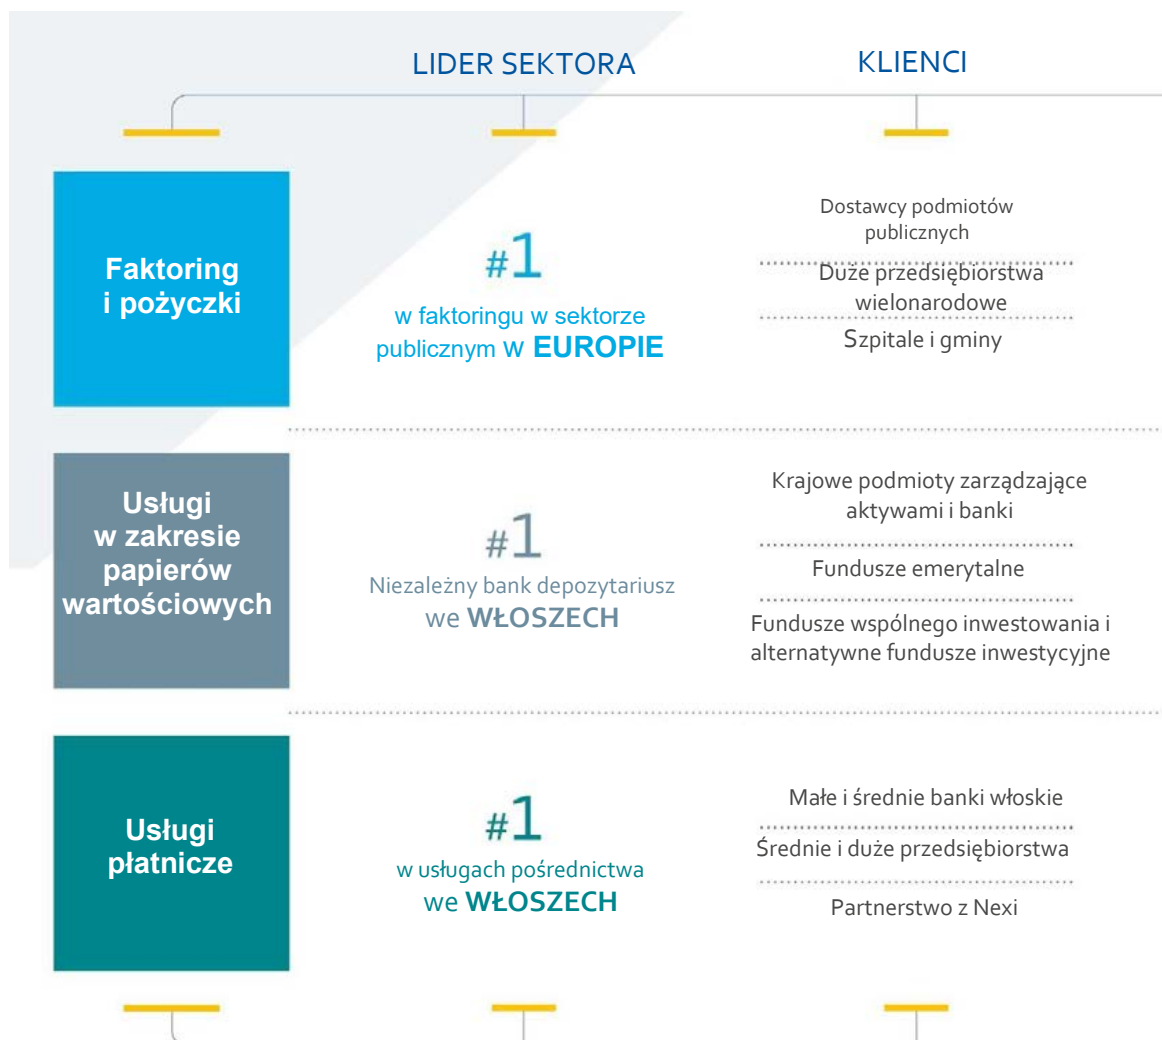 LIDER SEKTORA
KLIENCI
Faktoring
i pożyczki
#1
w faktoringu w sektorze
publicznym w EUROPIE
Dostawcy podmiotów
publicznych
Duże przedsiębiorstwa
wielonarodowe
Szpitale i gminy
Usługi
w zakresie
papierów
wartościowych
#1
Niezależny bank depozytariusz
we WŁOSZECH
Krajowe podmioty zarządzające
aktywami i banki
Fundusze emerytalne
Fundusze wspólnego inwestowania i
alternatywne fundusze inwestycyjne
Usługi
płatnicze
#1
w usługach pośrednictwa
we WŁOSZECH
Małe i średnie banki włoskie
Średnie i duże przedsiębiorstwa
Partnerstwo z Nexi